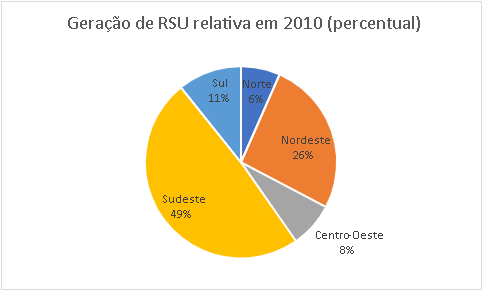 Geração de RSU relativa em 2010 (percentual)
Sul
11%
Norte
6%
Nordeste
26%
Sudeste
49%
Centro-Oeste
8%